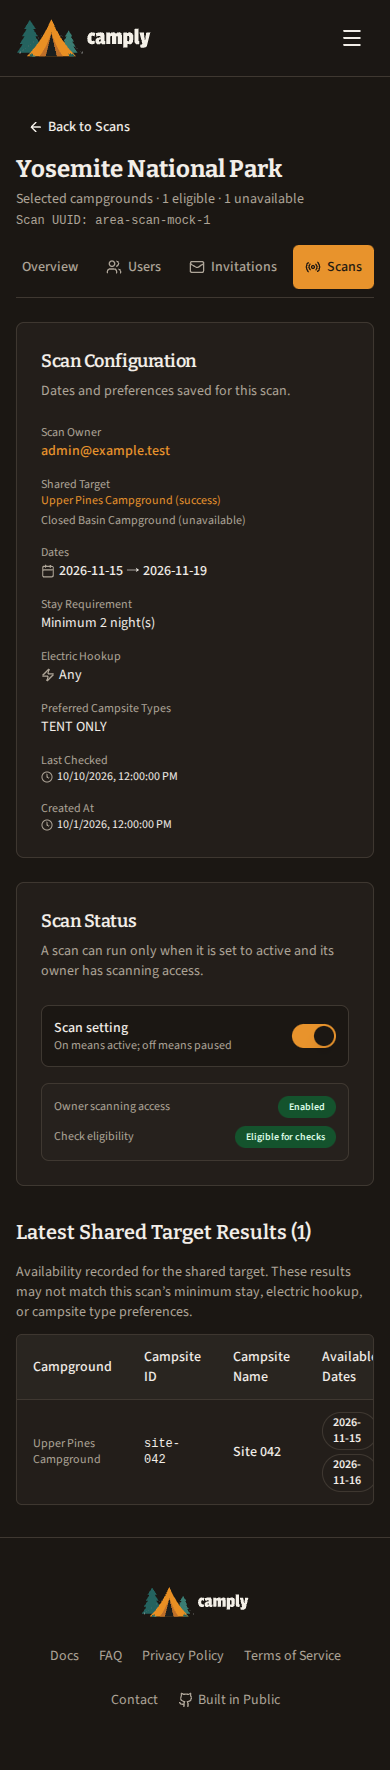 camply
Back to Scans
Yosemite National Park
Selected campgrounds · 1 eligible · 1 unavailable
Scan UUID: area-scan-mock-1
Overview Users Invitations Scans
Scan Configuration
Dates and preferences saved for this scan.
Scan Owner
admin@example.test
Shared Target
Upper Pines Campground (success)
Closed Basin Campground (unavailable)
Dates
2026-11-15 → 2026-11-19
Stay Requirement
Minimum 2 night(s)
Electric Hookup
Any
Preferred Campsite Types
TENT ONLY
Last Checked
10/10/2026, 12:00:00 PM
Created At
10/1/2026, 12:00:00 PM
Scan Status
A scan can run only when it is set to active and its
owner has scanning access.
Scan setting
On means active; off means paused
Owner scanning access Enabled
Check eligibility Eligible for checks
Latest Shared Target Results (1)
Availability recorded for the shared target. These results
may not match this scan's minimum stay, electric hookup,
or campsite type preferences.
Campground Campsite ID Campsite Name Available Dates
Upper Pines Campground site-042 Site 042 2026-11-15
2026-11-16
camply
Docs FAQ Privacy Policy Terms of Service
Contact Built in Public